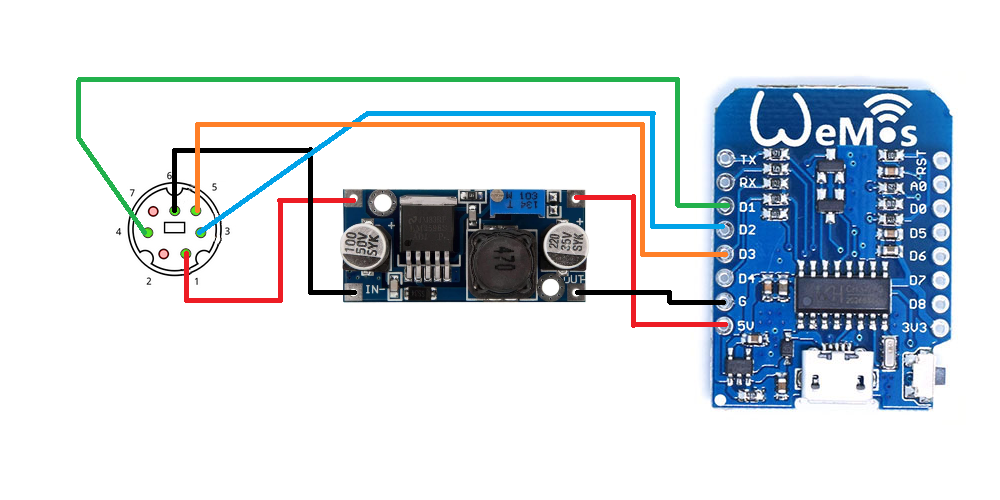 WeMos
TX
RX
D1
D2
D3
D4
G
5V
RST
A0
D0
D5
D6
D7
D8
3V3
6
7
5
4
3
2
1
100
50V
SYK
IN-
470
220
35V
SYK
OUT-
+
+